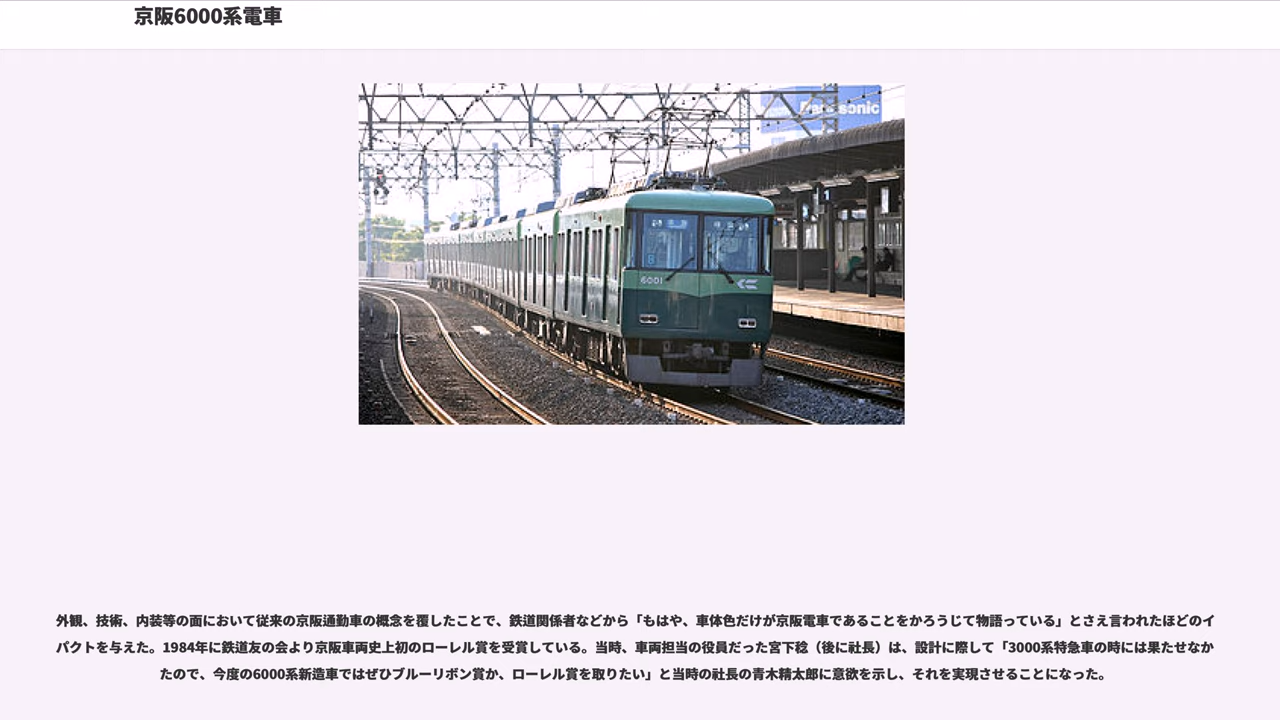 京阪6000系電車
Panasonic
1
8
6001
外観、技術、内装等の面において従来の京阪通勤車の概念を覆したことで、鉄道関係者などから「もはや、車体色だけが京阪電車であることをかろうじて物語っている」とさえ言われたほどのイ
パクトを与えた。1984年に鉄道友の会より京阪車両史上初のローレル賞を受賞している。当時、車両担当の役員だった宮下稔（後に社長）は、設計に際して「3000系特急車の時には果たせなか
たので、今度の6000系新造車ではぜひブルーリボン賞か、ローレル賞を取りたい」と当時の社長の青木精太郎に意欲を示し、それを実現させることになった。